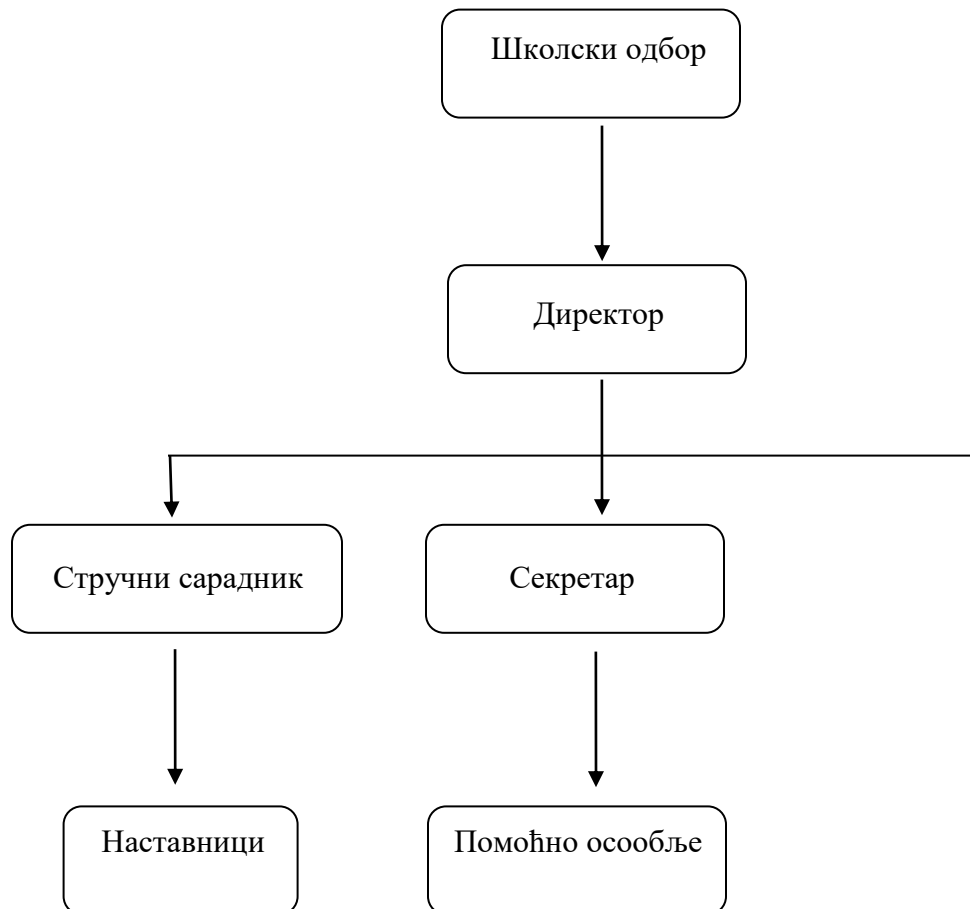 Школски одбор
Директор
Стручни сарадник
Секретар
Наставници
Помоћно осообље